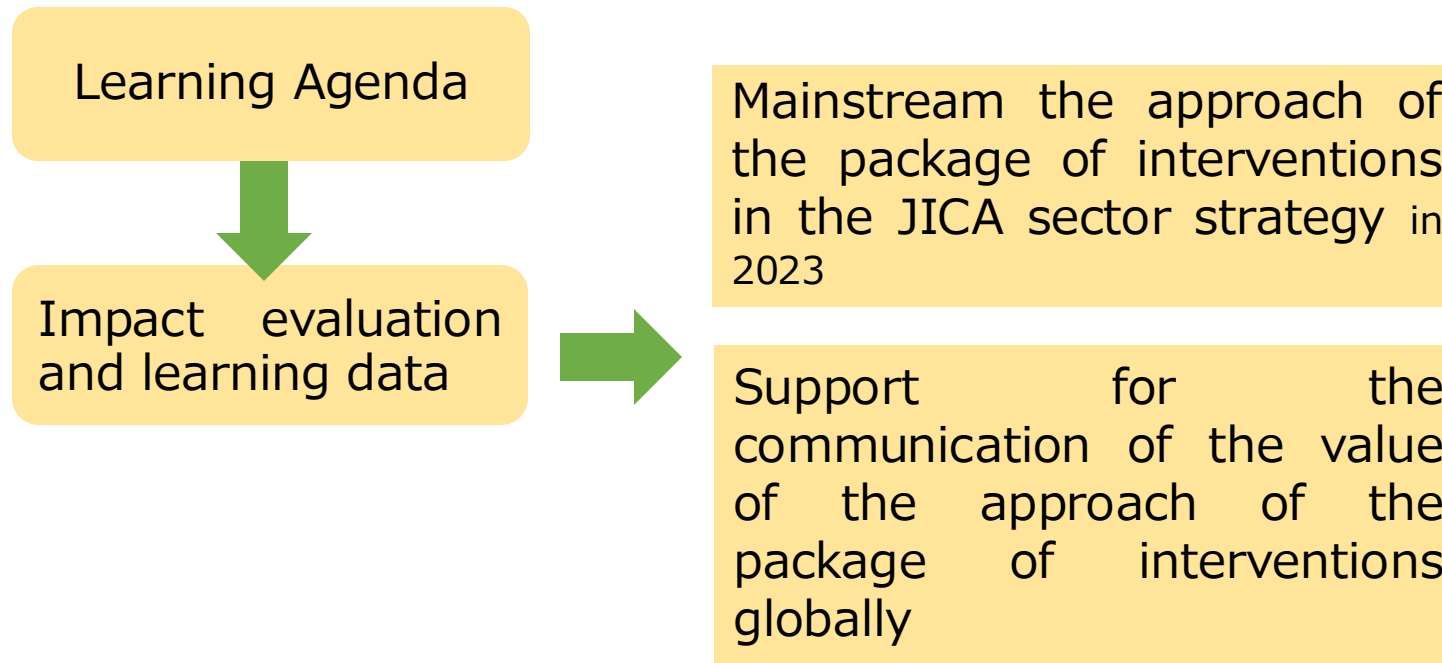 Learning Agenda
Impact evaluation
and learning data
Mainstream the approach of
the package of interventions
in the JICA sector strategy in
2023
Support for the
communication of the value
of the approach of the
package of interventions
globally